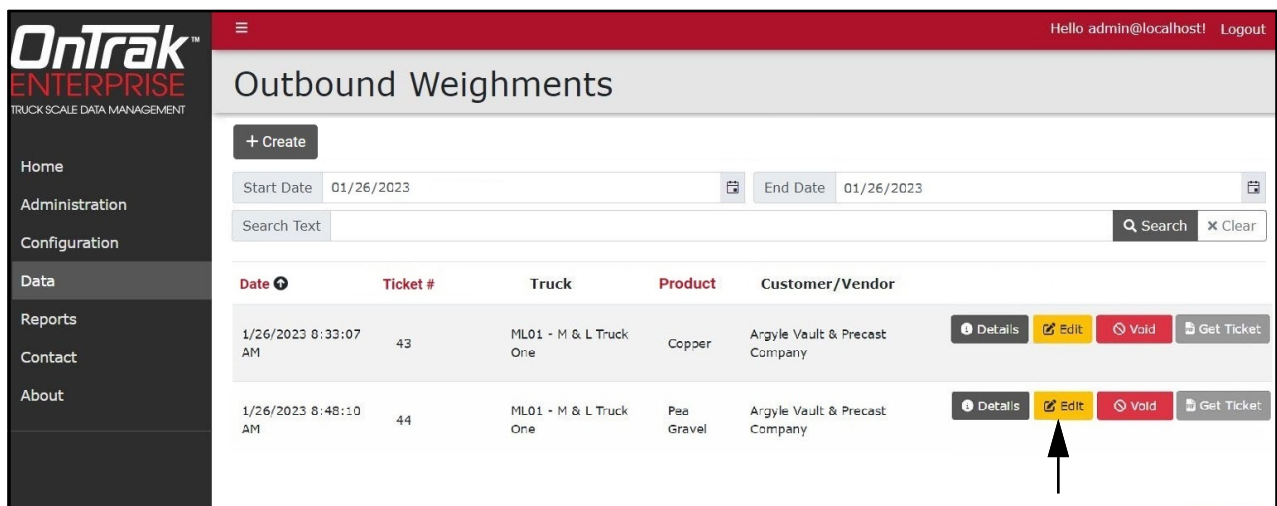 OnTrak™
ENTERPRISE
TRUCK SCALE DATA MANAGEMENT
Home
Administration
Configuration
Data
Reports
Contact
About
Hello admin@localhost! Logout
Outbound Weighments
+ Create
Start Date 01/26/2023 End Date 01/26/2023
Search Text Search × Clear
Date Ticket # Truck Product Customer/Vendor
1/26/2023 8:33:07 AM 43 ML01 - M & L Truck One Copper Argyle Vault & Precast Company Details Edit Void Get Ticket
1/26/2023 8:48:10 AM 44 ML01 - M & L Truck One Pea Gravel Argyle Vault & Precast Company Details Edit Void Get Ticket